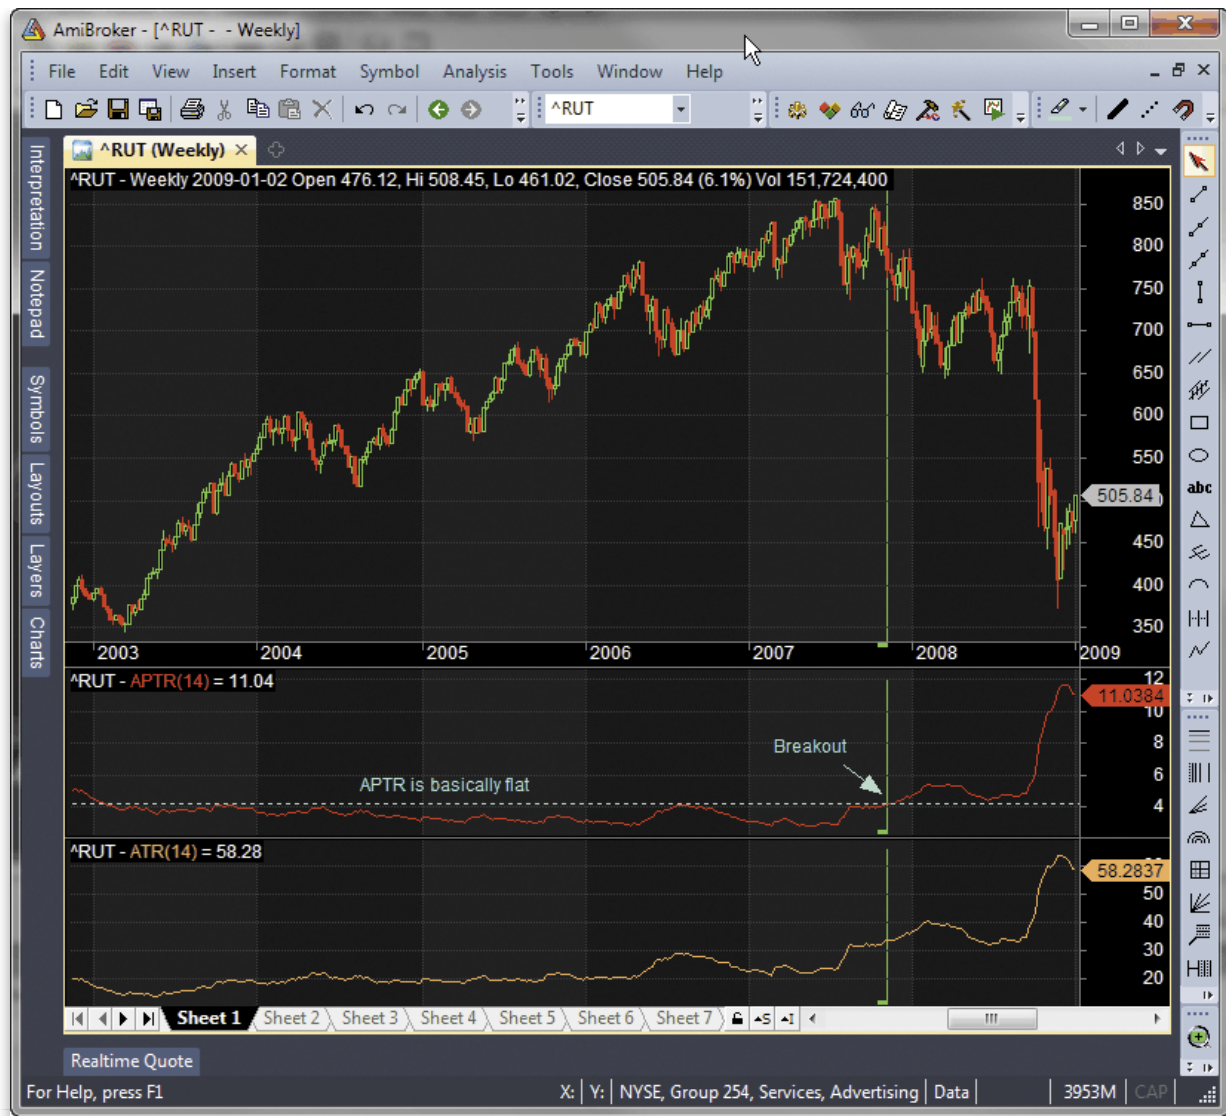 AmiBroker - [^RUT - - Weekly]
File Edit View Insert Format Symbol Analysis Tools Window Help
^RUT
^RUT (Weekly)
Interpretation
Notepad
Symbols
Layouts
Layers
Charts
abc
^RUT - Weekly 2009-01-02 Open 476.12, Hi 508.45, Lo 461.02, Close 505.84 (6.1%) Vol 151,724,400
850
800
750
700
650
600
550
505.84
450
400
350
2003 2004 2005 2006 2007 2008 2009
^RUT - APTR(14) = 11.04
12
11.0384
10
8
6
4
Breakout
APTR is basically flat
^RUT - ATR(14) = 58.28
58.2837
50
40
30
20
Sheet 1 Sheet 2 Sheet 3 Sheet 4 Sheet 5 Sheet 6 Sheet 7
Realtime Quote
For Help, press F1 X: Y: NYSE, Group 254, Services, Advertising Data 3953M CAP